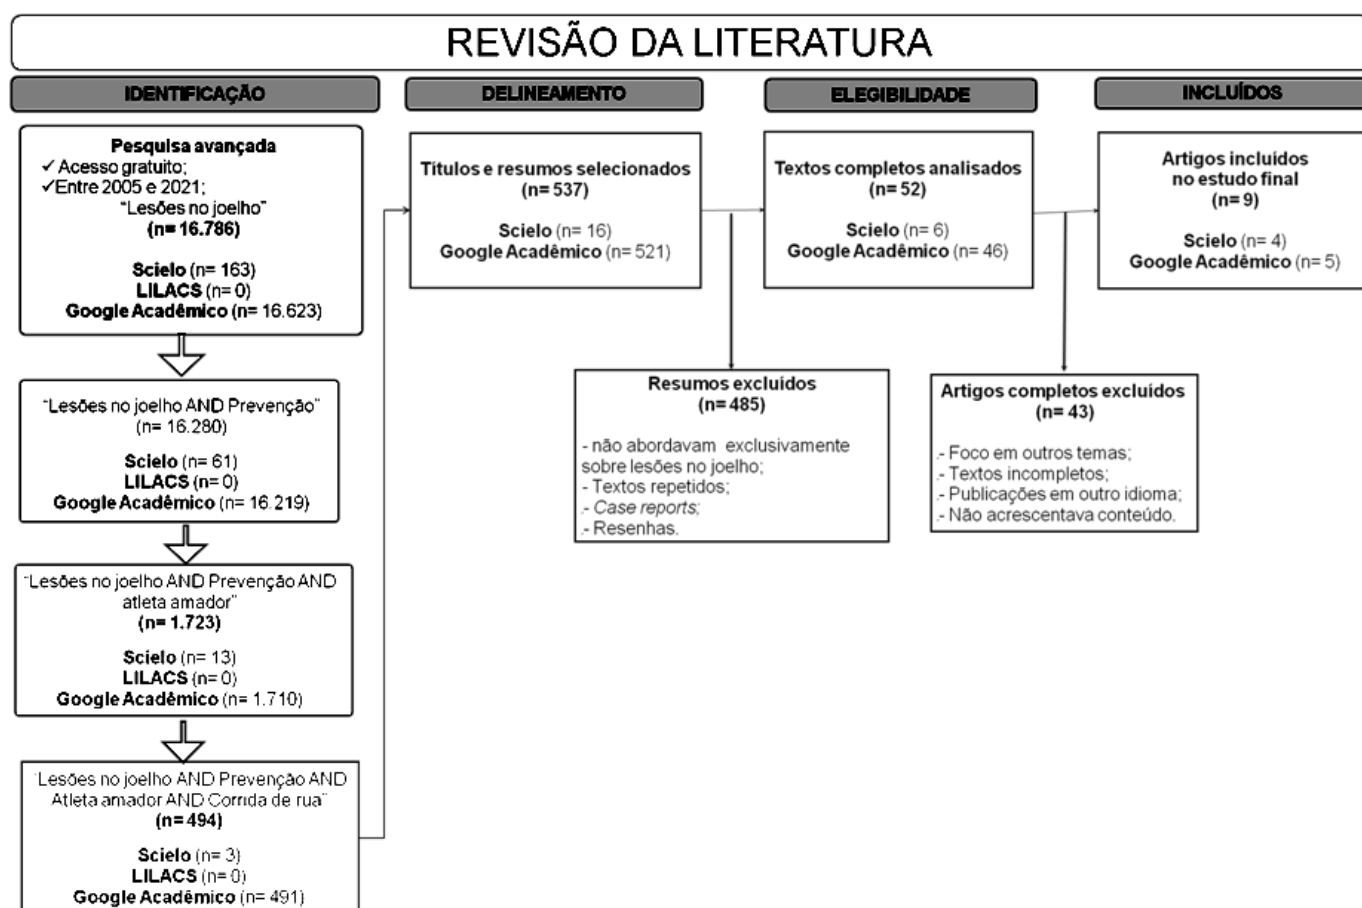 REVISÃO DA LITERATURA
IDENTIFICAÇÃO
Pesquisa avançada
✓ Acesso gratuito;
✓Entre 2005 e 2021;
"Lesões no joelho"
(n= 16.786)
Scielo (n= 163)
LILACS (n= 0)
Google Acadêmico (n= 16.623)
"Lesões no joelho AND Prevenção"
(n= 16.280)
Scielo (n= 61)
LILACS (n= 0)
Google Acadêmico (n= 16.219)
"Lesões no joelho AND Prevenção AND
atleta amador"
(n= 1.723)
Scielo (n= 13)
LILACS (n= 0)
Google Acadêmico (n= 1.710)
"Lesões no joelho AND Prevenção AND
Atleta amador AND Corrida de rua"
(n= 494)
Scielo (n= 3)
LILACS (n= 0)
Google Acadêmico (n= 491)
DELINEAMENTO
Títulos e resumos selecionados
(n= 537)
Scielo (n= 16)
Google Acadêmico (n= 521)
Resumos excluídos
(n= 485)
- não abordavam exclusivamente
sobre lesões no joelho;
- Textos repetidos;
.- Case reports;
.- Resenhas.
ELEGIBILIDADE
Textos completos analisados
(n= 52)
Scielo (n= 6)
Google Acadêmico (n= 46)
Artigos completos excluídos
(n= 43)
.- Foco em outros temas;
.- Textos incompletos;
.- Publicações em outro idioma;
.- Não acrescentava conteúdo.
INCLUÍDOS
Artigos incluídos
no estudo final
(n= 9)
Scielo (n= 4)
Google Acadêmico (n= 5)